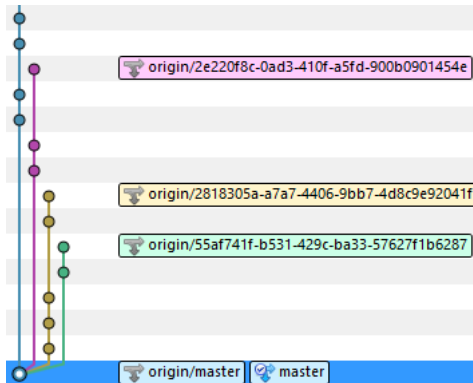 origin/2e220f8c-0ad3-410f-a5fd-900b0901454e
origin/2818305a-a7a7-4406-9bb7-4d8c9e92041f
origin/55af741f-b531-429c-ba33-57627f1b6287
origin/master master